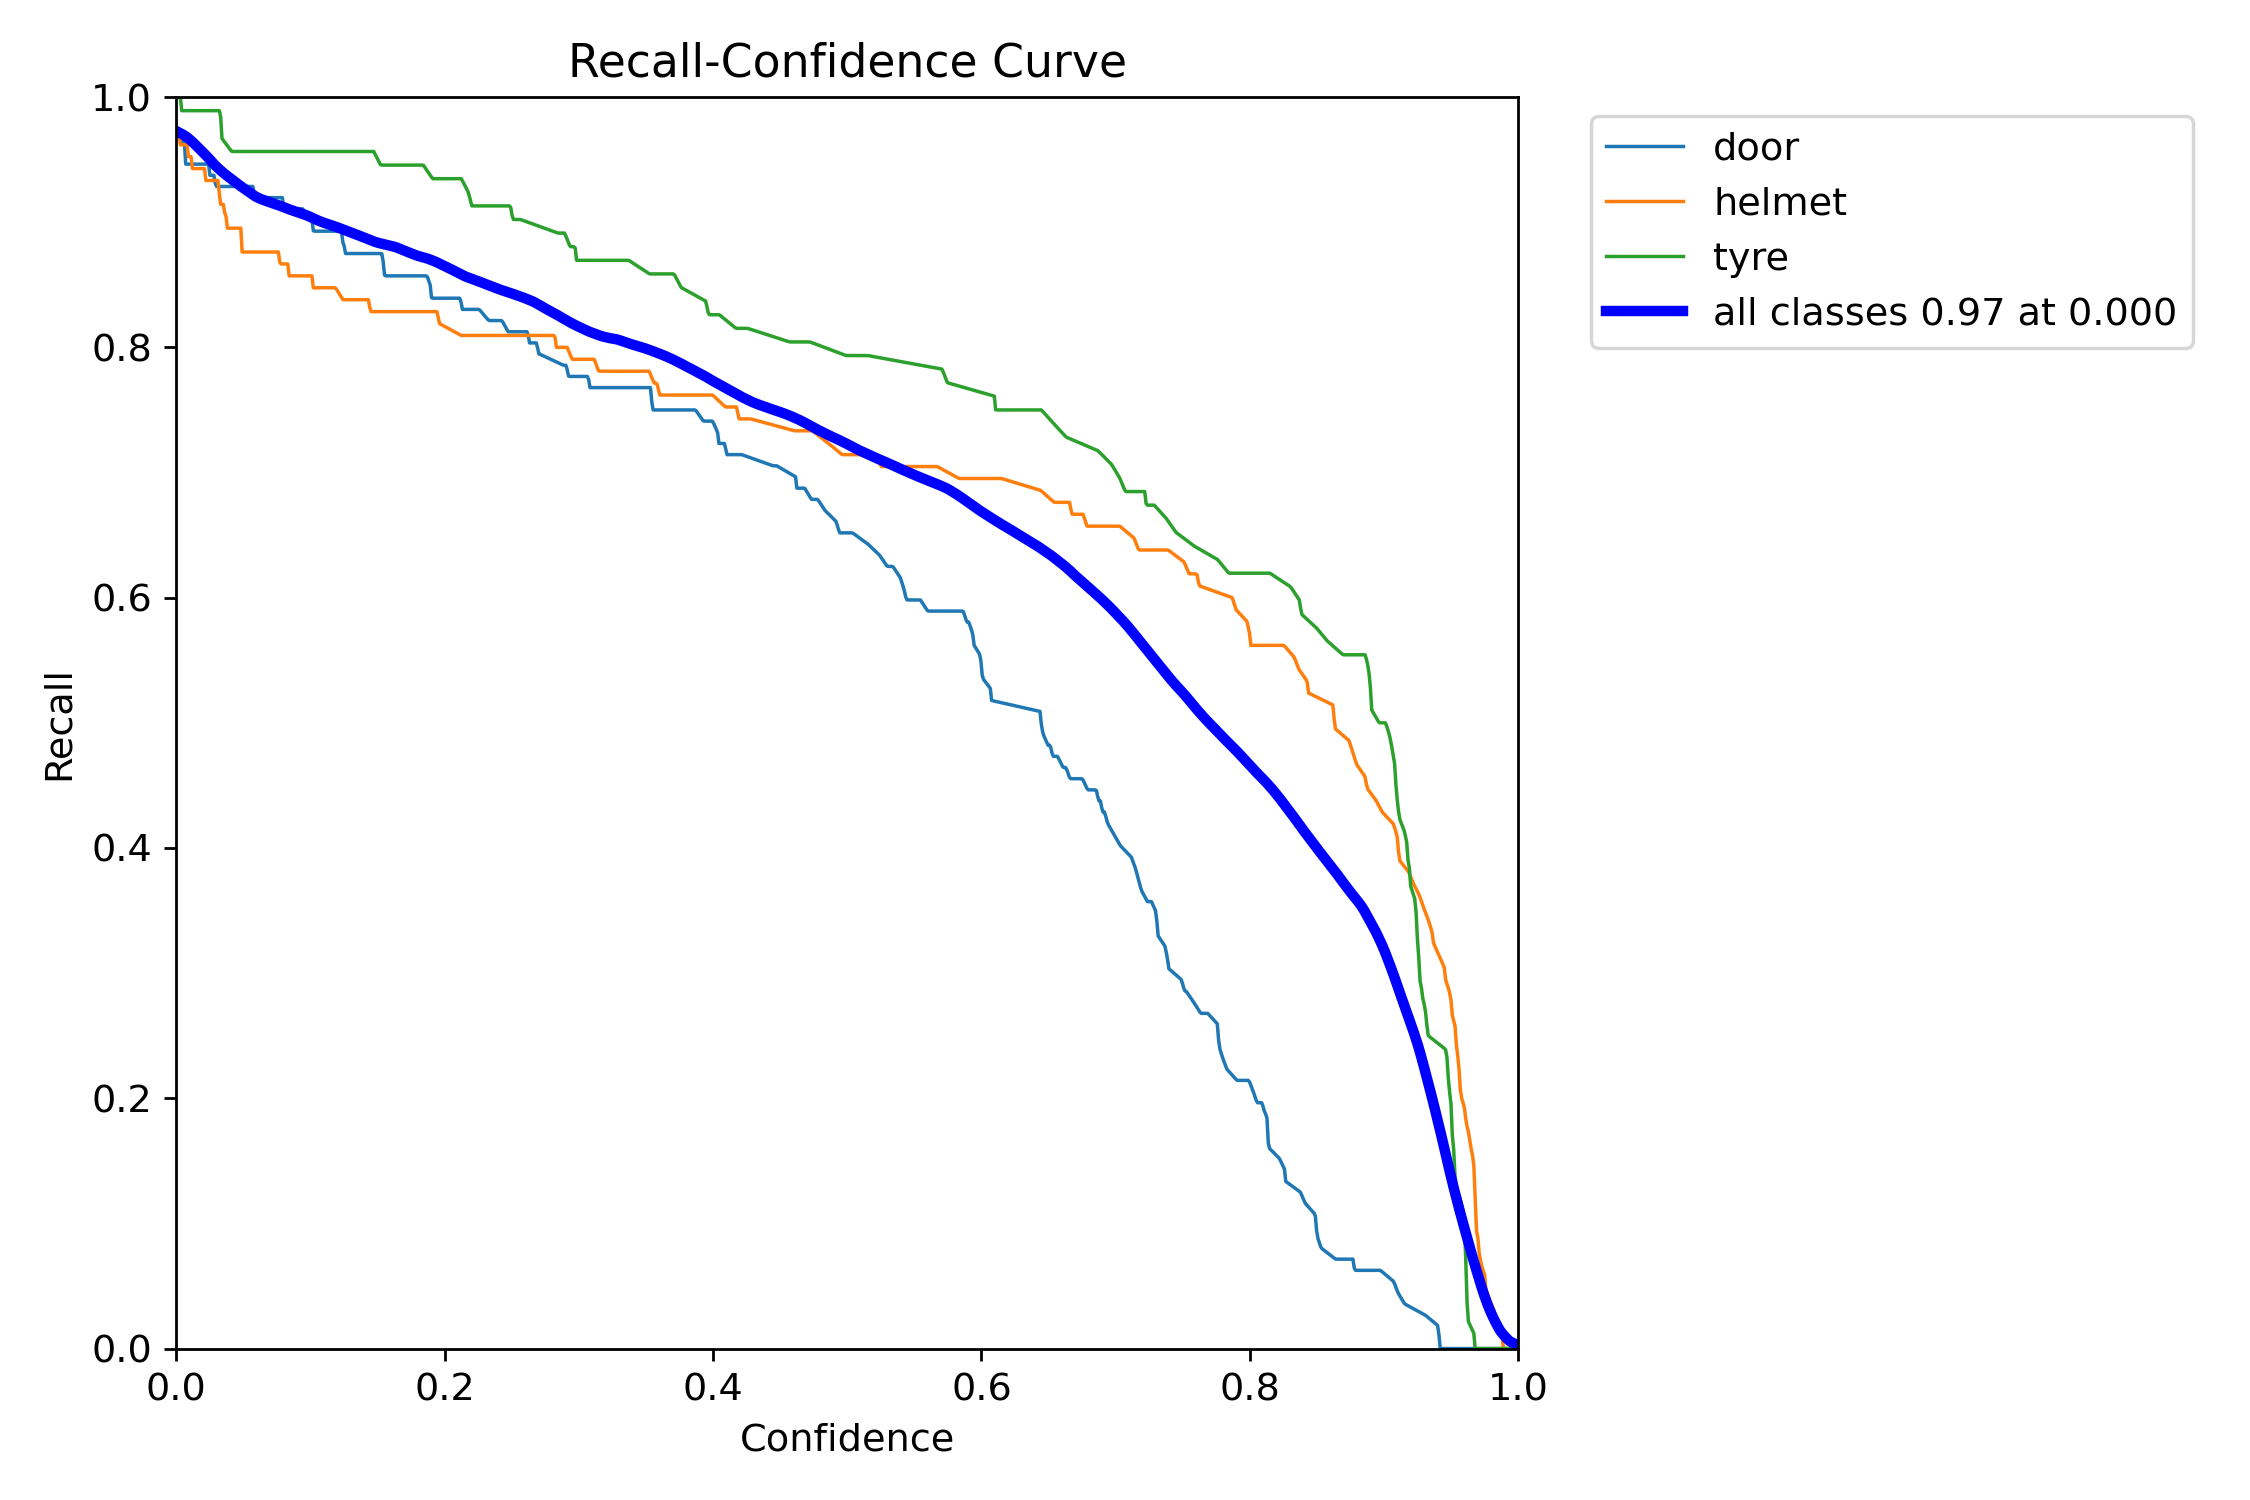 Recall-Confidence Curve
1.0
0.8
0.6
0.4
0.2
0.0
Recall
0.0 0.2 0.4 0.6 0.8 1.0
Confidence
door
helmet
tyre
all classes 0.97 at 0.000